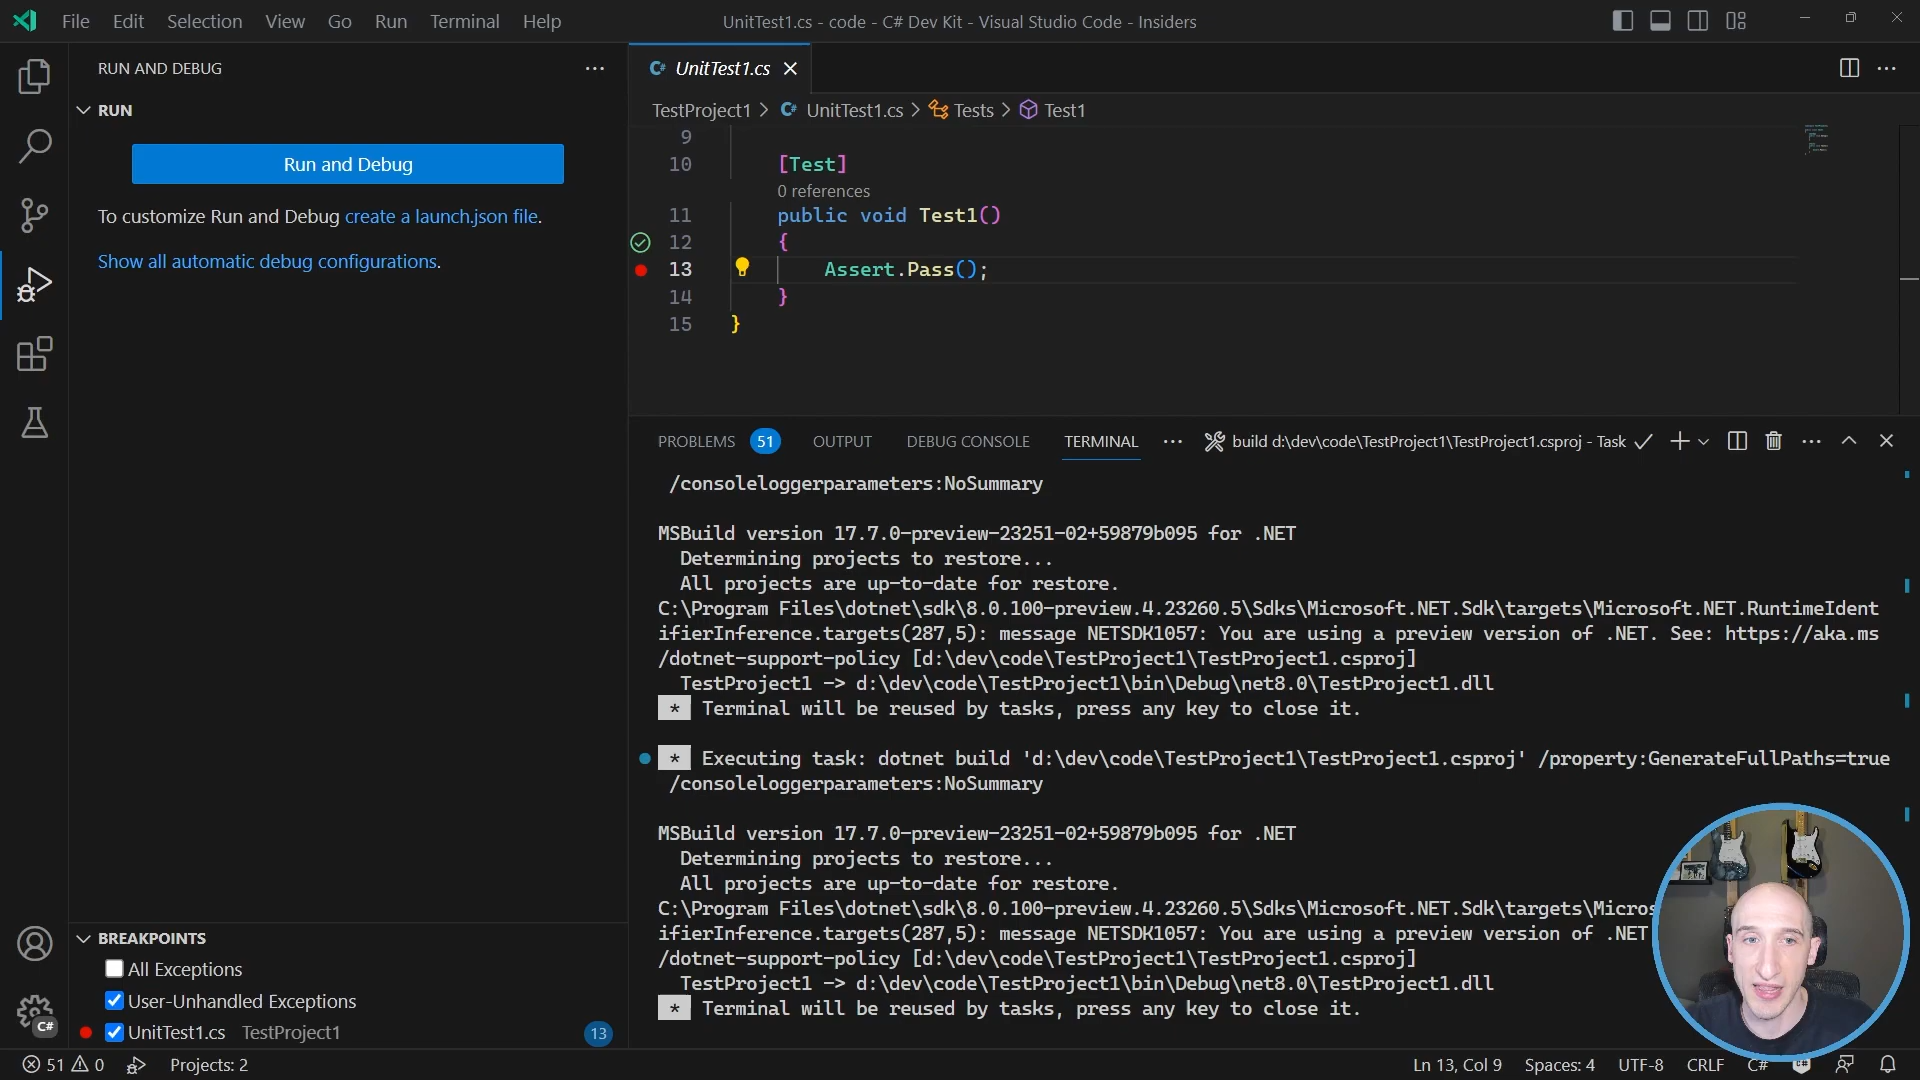 File Edit Selection View Go Run Terminal Help
UnitTest1.cs - code - C# Dev Kit - Visual Studio Code - Insiders
RUN AND DEBUG
RUN
Run and Debug
To customize Run and Debug create a launch.json file.
Show all automatic debug configurations.
UnitTest1.cs
TestProject1 > C# UnitTest1.cs > Tests > Test1
9
10 [Test]
0 references
11 public void Test1()
12 {
13 Assert.Pass();
14 }
15 }
PROBLEMS 51 OUTPUT DEBUG CONSOLE TERMINAL
build d:\dev\code\TestProject1\TestProject1.csproj - Task
/consoleloggerparameters:NoSummary
MSBuild version 17.7.0-preview-23251-02+59879b095 for .NET
Determining projects to restore...
All projects are up-to-date for restore.
C:\Program Files\dotnet\sdk\8.0.100-preview.4.23260.5\Sdks\Microsoft.NET.Sdk\targets\Microsoft.NET.RuntimeIdent
ifierInference.targets(287,5): message NETSDK1057: You are using a preview version of .NET. See: https://aka.ms
/dotnet-support-policy [d:\dev\code\TestProject1\TestProject1.csproj]
TestProject1 -> d:\dev\code\TestProject1\bin\Debug\net8.0\TestProject1.dll
* Terminal will be reused by tasks, press any key to close it.
* Executing task: dotnet build 'd:\dev\code\TestProject1\TestProject1.csproj' /property:GenerateFullPaths=true
/consoleloggerparameters:NoSummary
MSBuild version 17.7.0-preview-23251-02+59879b095 for .NET
Determining projects to restore...
All projects are up-to-date for restore.
C:\Program Files\dotnet\sdk\8.0.100-preview.4.23260.5\Sdks\Microsoft.NET.Sdk\targets\Micros
ifierInference.targets(287,5): message NETSDK1057: You are using a preview version of .NET
/dotnet-support-policy [d:\dev\code\TestProject1\TestProject1.csproj]
TestProject1 -> d:\dev\code\TestProject1\bin\Debug\net8.0\TestProject1.dll
* Terminal will be reused by tasks, press any key to close it.
BREAKPOINTS
All Exceptions
User-Unhandled Exceptions
UnitTest1.cs TestProject1 13
C#
51 0 Projects: 2
Ln 13, Col 9 Spaces: 4 UTF-8 CRLF C#